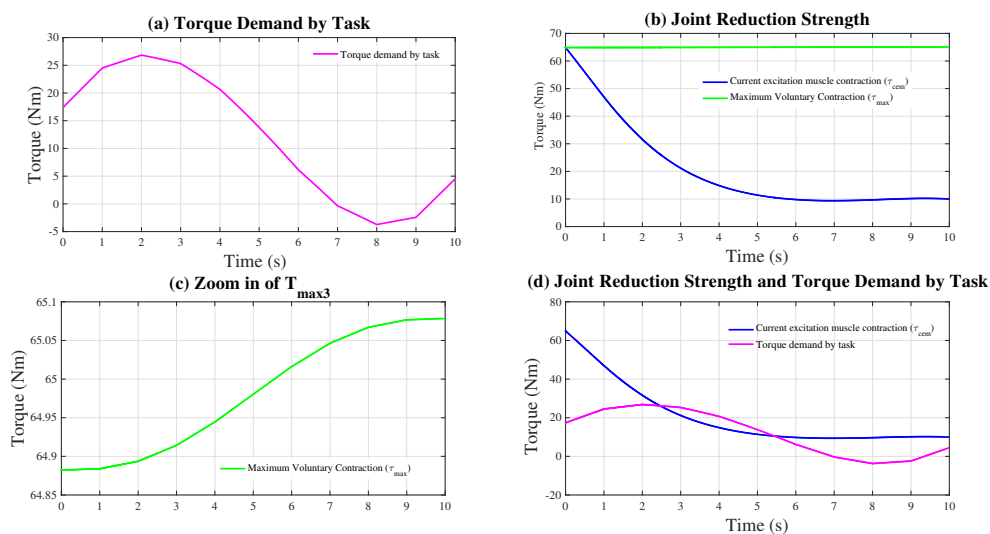 (a) Torque Demand by Task
30
25
20
15
10
5
0
-5
Torque (Nm)
Torque demand by task
0 1 2 3 4 5 6 7 8 9 10
Time (s)
(b) Joint Reduction Strength
70
60
50
40
30
20
10
0
Torque (Nm)
Current excitation muscle contraction (τcem)
Maximum Voluntary Contraction (τmax)
0 1 2 3 4 5 6 7 8 9 10
Time (s)
(c) Zoom in of Tmax3
65.1
65.05
65
64.95
64.9
64.85
Torque (Nm)
Maximum Voluntary Contraction (τmax)
0 1 2 3 4 5 6 7 8 9 10
Time (s)
(d) Joint Reduction Strength and Torque Demand by Task
80
60
40
20
0
-20
Torque (Nm)
Current excitation muscle contraction (τcem)
Torque demand by task
0 1 2 3 4 5 6 7 8 9 10
Time (s)